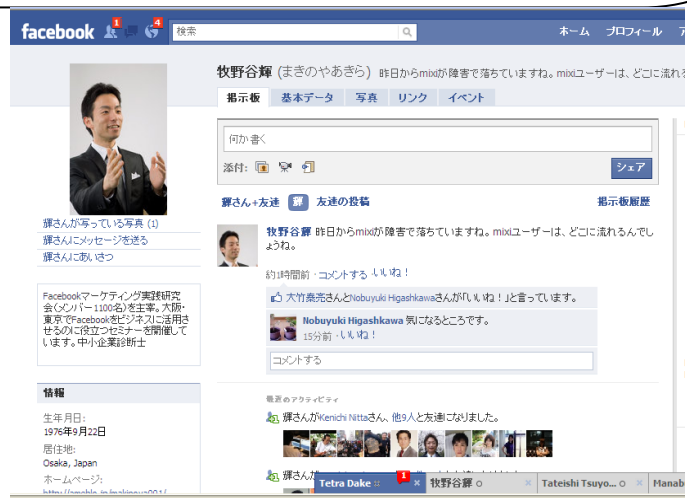 facebook 1 4 検索 ホーム プロフィール
牧野谷輝 (まきのやあきら) 昨日からmixiが障害で落ちていますね。mixiユーザーは、どこに流れ
掲示板 基本データ 写真 リンク イベント
何か書く
添付: シェア
輝さん+友達 輝 友達の投稿 掲示板履歴
輝さんが写っている写真 (1)
輝さんにメッセージを送る
輝さんにあいさつ
牧野谷輝 昨日からmixiが障害で落ちていますね。mixiユーザーは、どこに流れるんでし
ょうね。
約1時間前・コメントする・いいね！
大竹泰亮さんとNobuyuki Higashkawaさんが「いいね！」と言っています。
Nobuyuki Higashkawa 気になるところです。
15分前・いいね！
コメントする
Facebookマーケティング実践研究
会(メンバー1100名)を主宰。大阪・
東京でFacebookをビジネスに活用さ
せるのに役立つセミナーを開催して
います。中小企業診断士
情報
生年月日:
1976年9月22日
居住地:
Osaka, Japan
ホームページ:
最近のアクティビティ
輝さんがKenichi Nittaさん、他9人と友達になりました。
輝さんが
Tetra Dake 1 × 牧野谷輝 × Tateishi Tsuyo... × Manab